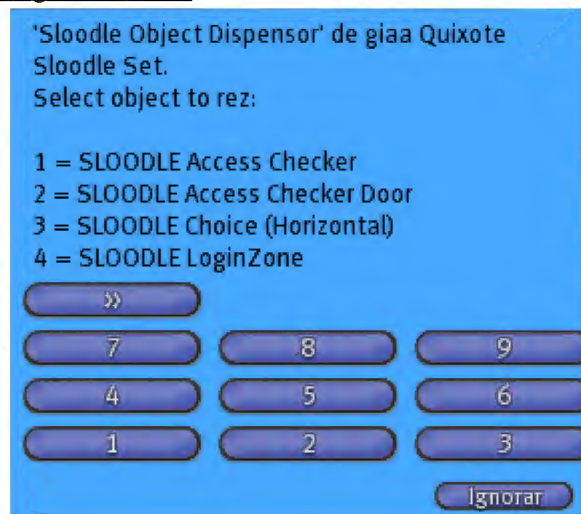 'Sloodle Object Dispensor' de giaa Quixote
Sloodle Set.
Select object to rez:
1 = SLOODLE Access Checker
2 = SLOODLE Access Checker Door
3 = SLOODLE Choice (Horizontal)
4 = SLOODLE LoginZone
>>
7 8 9
4 5 6
1 2 3
Ignorar